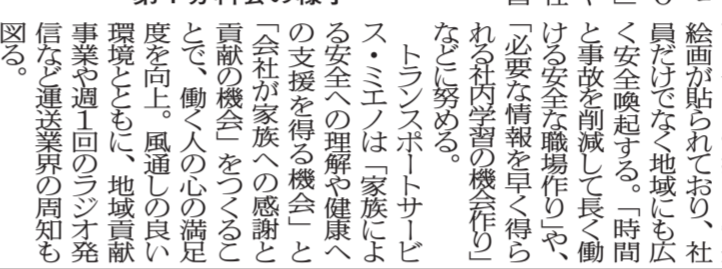 絵画が貼られており、社
員だけでなく地域にも広
く安全喚起する。「時間
と事故を削減して長く働
ける安全な職場作り」や、
「必要な情報を早く得ら
れる社内学習の機会作り」
などに努める。
　トランスポートサービ
ス・ミエノは「家族によ
る安全への理解や健康へ
の支援を得る機会」と
「会社が家族への感謝と
貢献の機会」をつくるこ
とで、働く人の心の満足
度を向上。風通しの良い
環境とともに、地域貢献
事業や週1回のラジオ発
信など運送業界の周知も
図る。